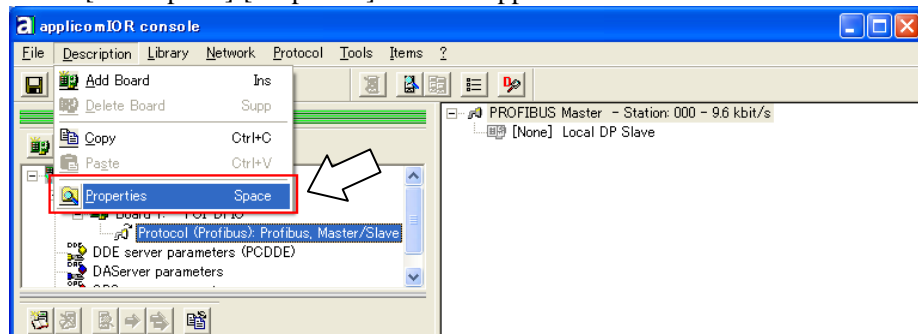 applicomIOR console
File Description Library Network Protocol Tools Items ?
Add Board Ins
Delete Board Supp
Copy Ctrl+C
Paste Ctrl+V
Properties Space
Board 1:
Protocol (Profibus): Profibus, Master/Slave
DDE server parameters (PCDDE)
DAServer parameters
PROFIBUS Master - Station: 000 - 9.6 kbit/s
[None] Local DP Slave